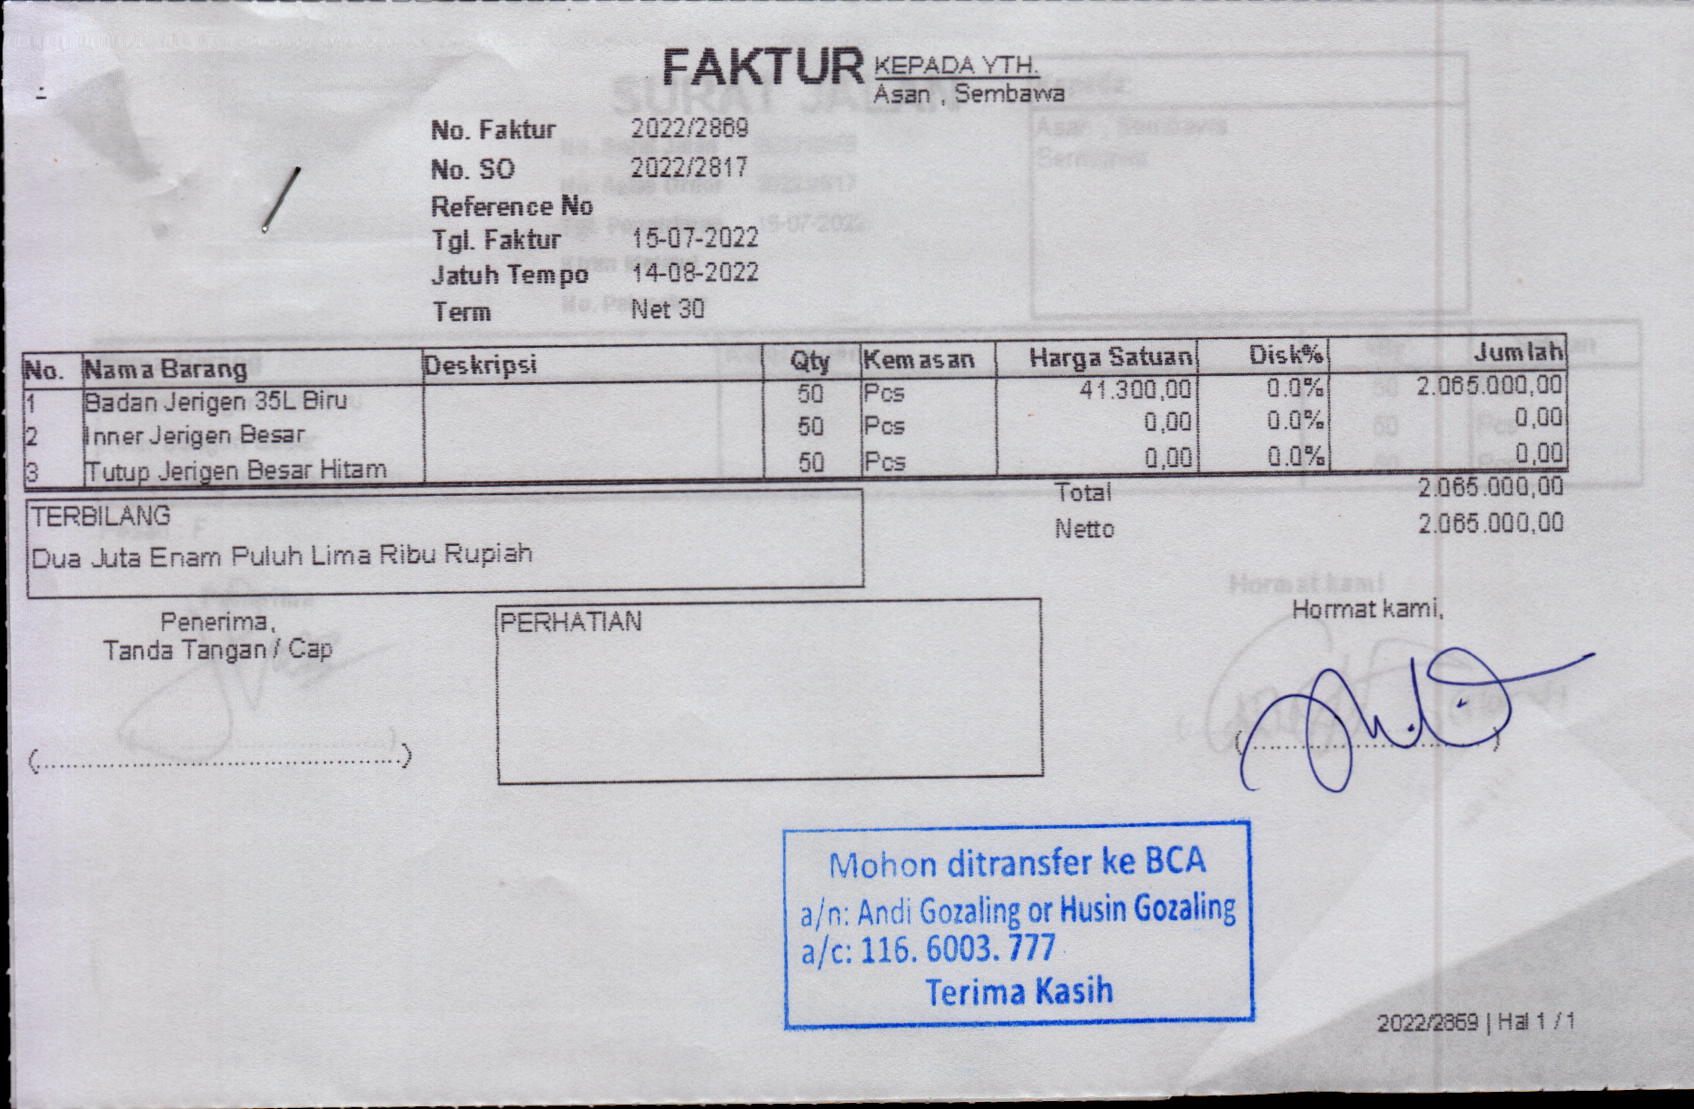 FAKTUR
KEPADA YTH.
Asan , Sembawa
No. Faktur 2022/2869
No. SO 2022/2817
Reference No
Tgl. Faktur 15-07-2022
Jatuh Tempo 14-08-2022
Term Net 30
No. Nama Barang Deskripsi Qty Kemasan Harga Satuan Disk% Jumlah
1 Badan Jerigen 35L Biru 50 Pcs 41.300,00 0.0% 2.065.000,00
2 Inner Jerigen Besar 50 Pcs 0,00 0.0% 0,00
3 Tutup Jerigen Besar Hitam 50 Pcs 0,00 0.0% 0,00
Total 2.065.000,00
Netto 2.065.000,00
TERBILANG
Dua Juta Enam Puluh Lima Ribu Rupiah
Penerima,
Tanda Tangan / Cap
PERHATIAN
Hormat kami,
Mohon ditransfer ke BCA
a/n: Andi Gozaling or Husin Gozaling
a/c: 116. 6003. 777
Terima Kasih
2022/2869 | Hal 1 / 1